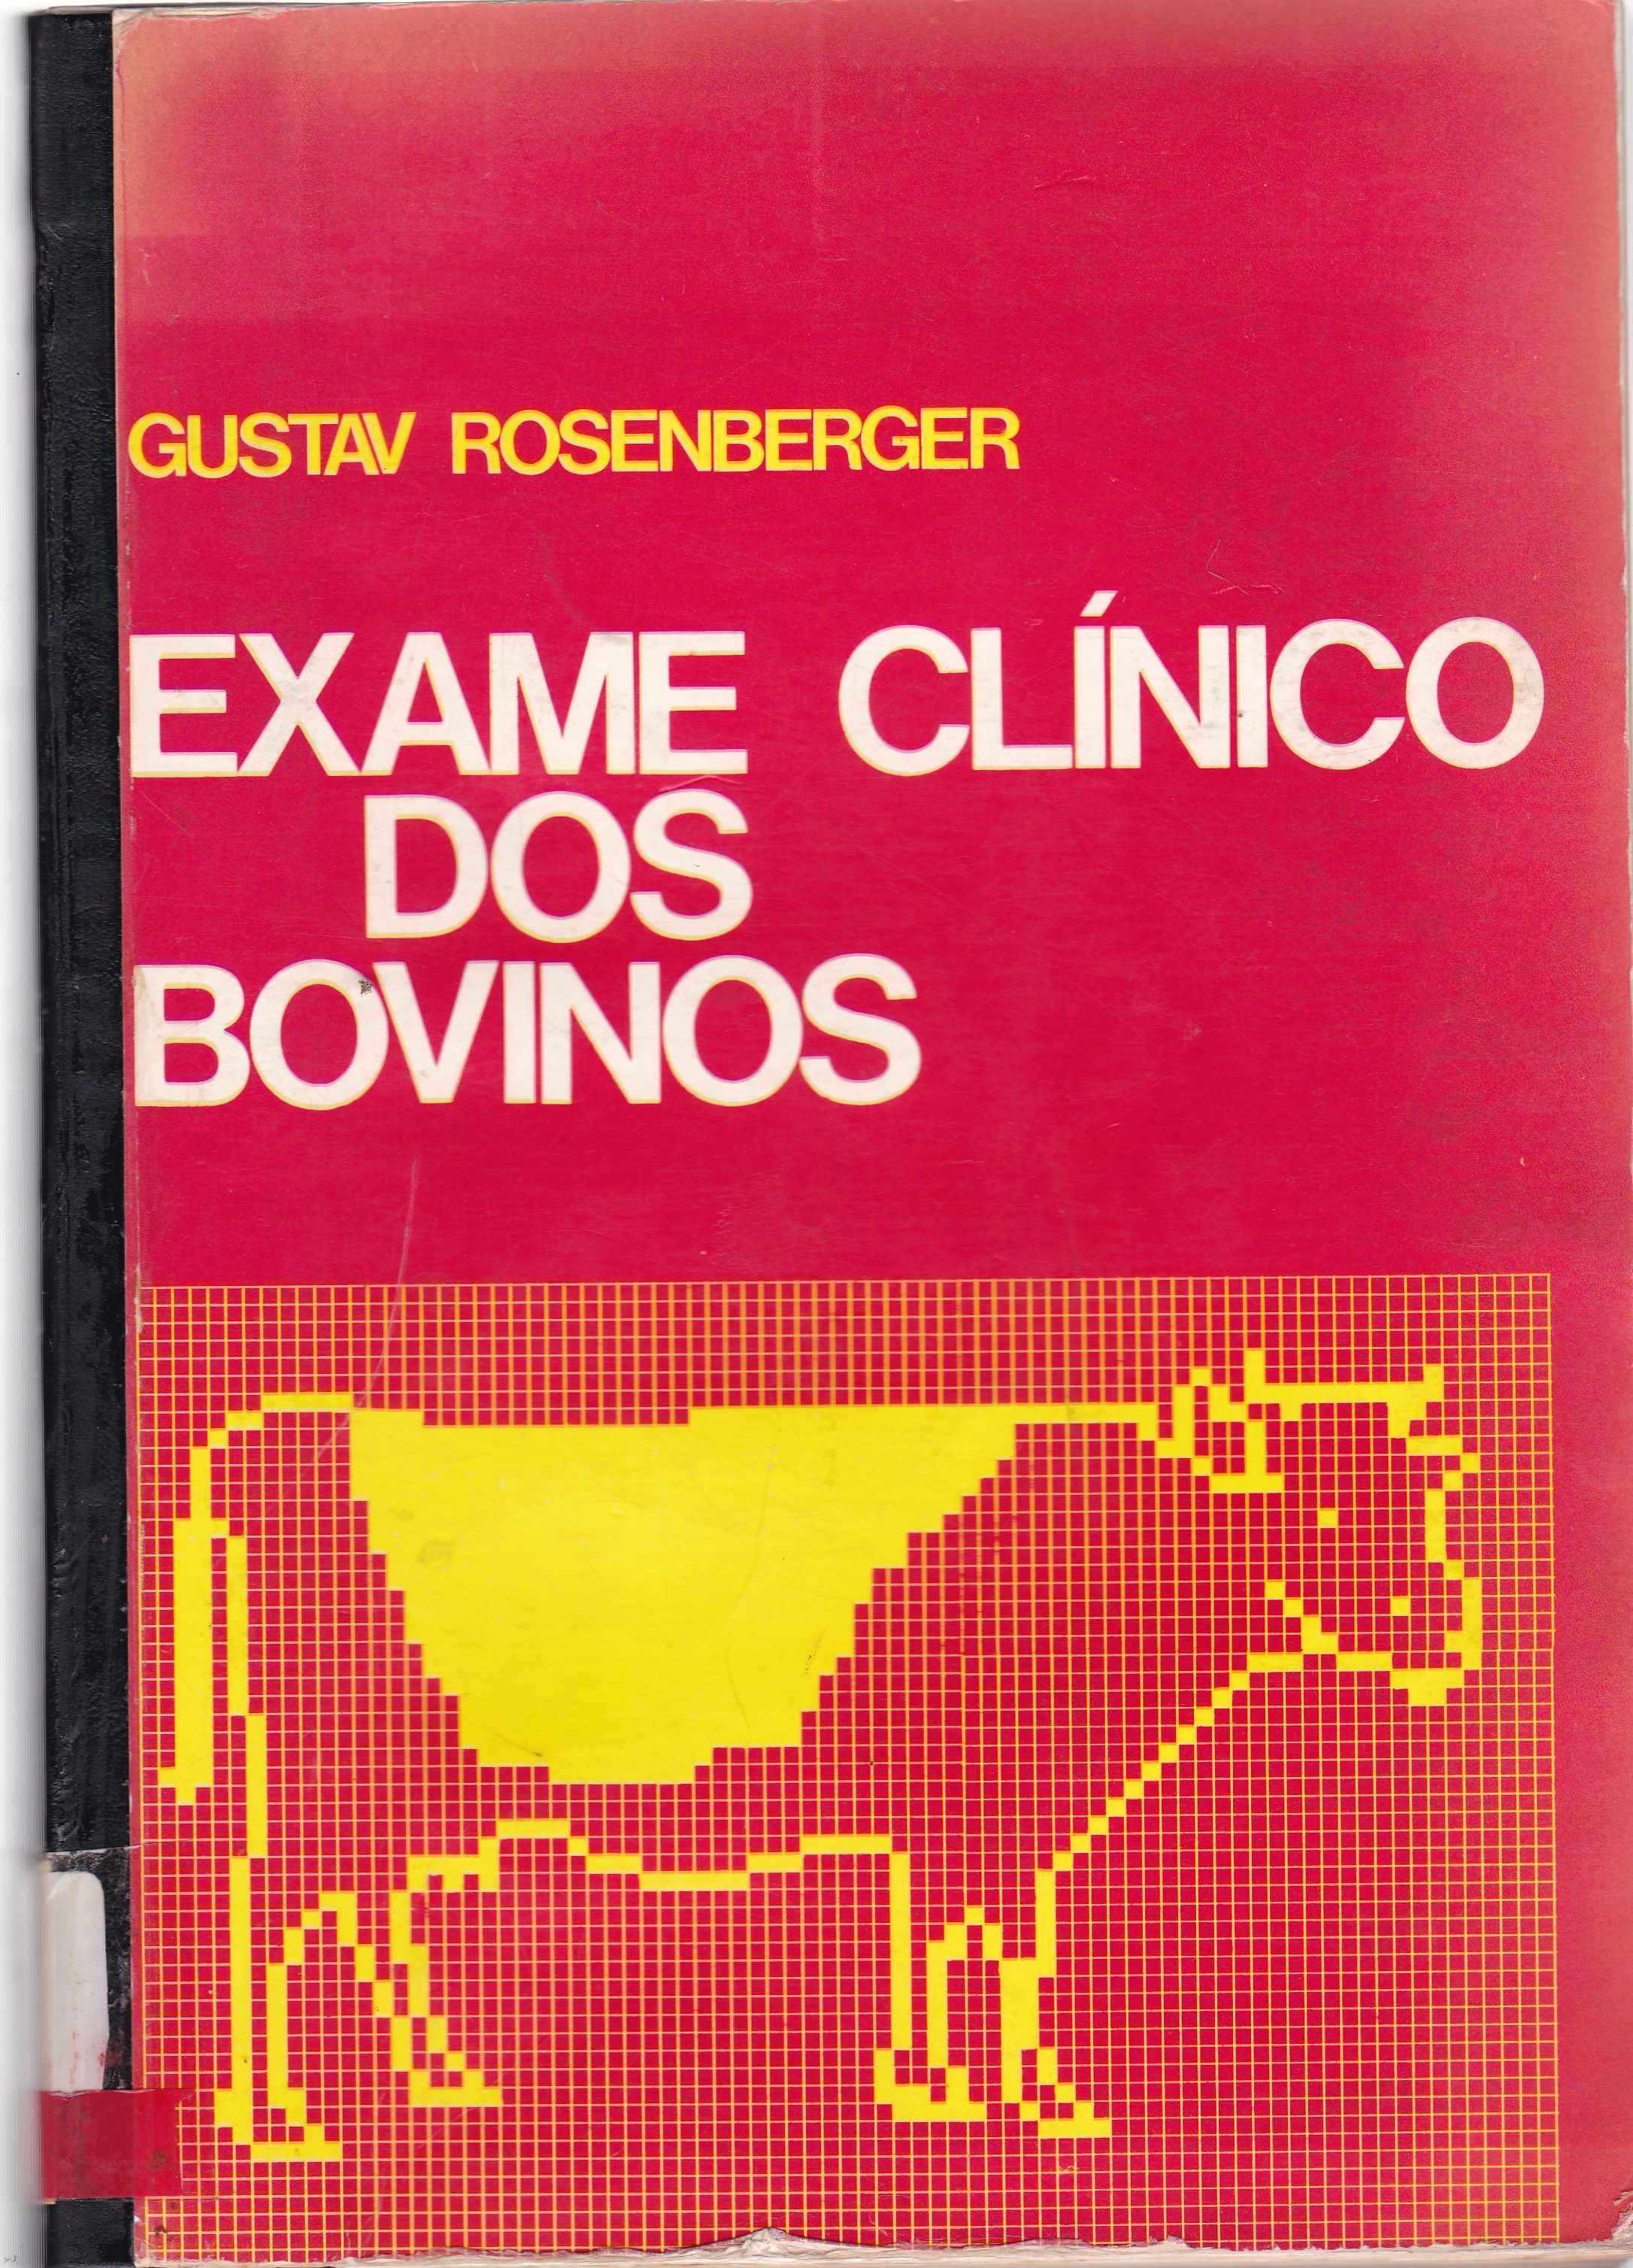 GUSTAV ROSENBERGER
EXAME CLÍNICO
DOS
BOVINOS